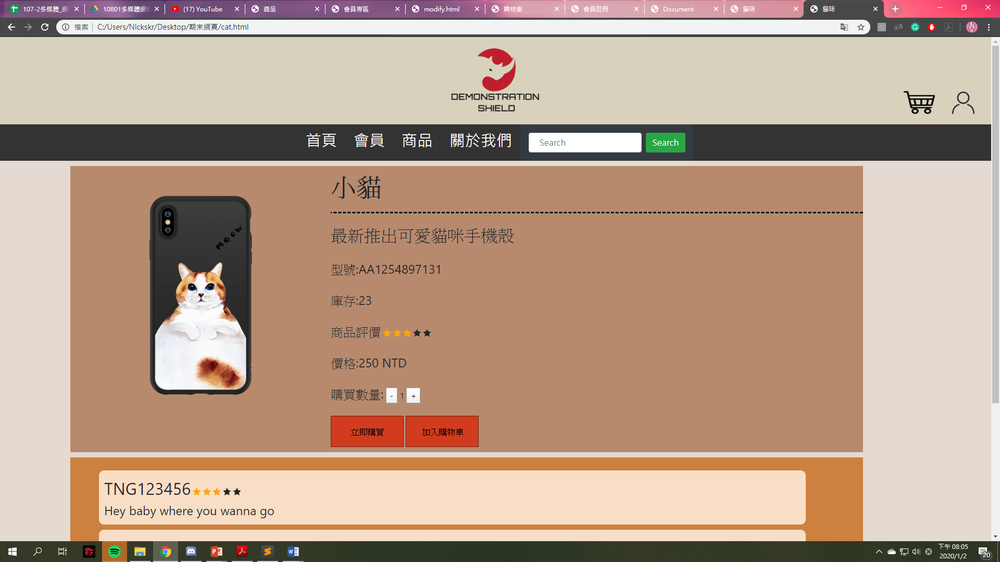 107-2多媒體_網
10801多媒體網
(17) YouTube
商品
會員專區
modify.html
購物車
會員註冊
Document
貓咪
貓咪
檔案
C:/Users/Nickskr/Desktop/期末網頁/cat.html
DEMONSTRATION
SHIELD
首頁 會員 商品 關於我們 Search Search
小貓
meow
最新推出可愛貓咪手機殼
型號:AA1254897131
庫存:23
商品評價 ★★★★★
價格:250 NTD
購買數量: - 1 +
立即購買 加入購物車
TNG123456 ★★★★★
Hey baby where you wanna go
下午 08:05
2020/1/2
20